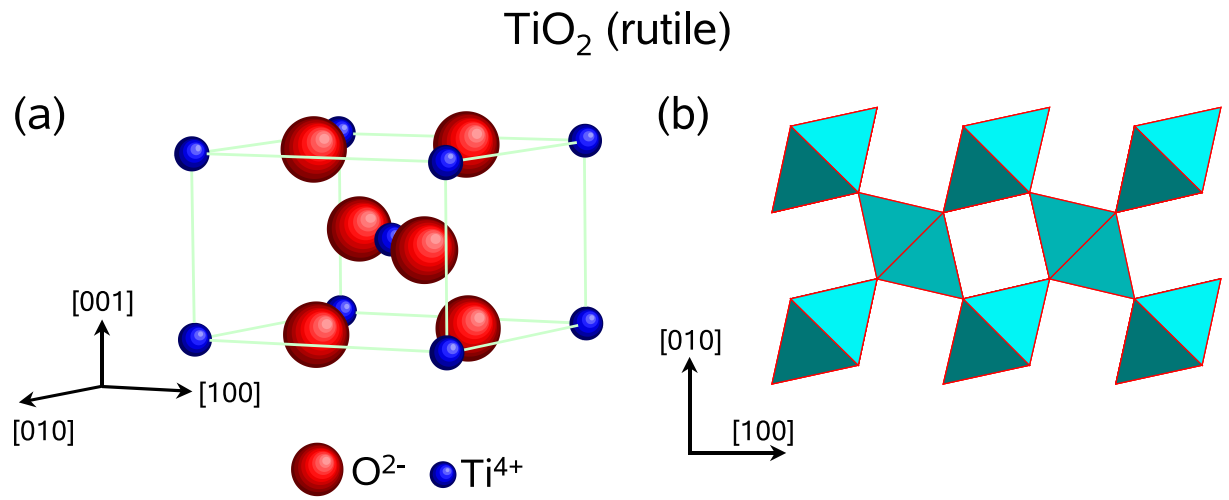 TiO₂ (rutile)
(a)
(b)
[001]
[100]
[010]
[010]
[100]
O²⁻
Ti⁴⁺